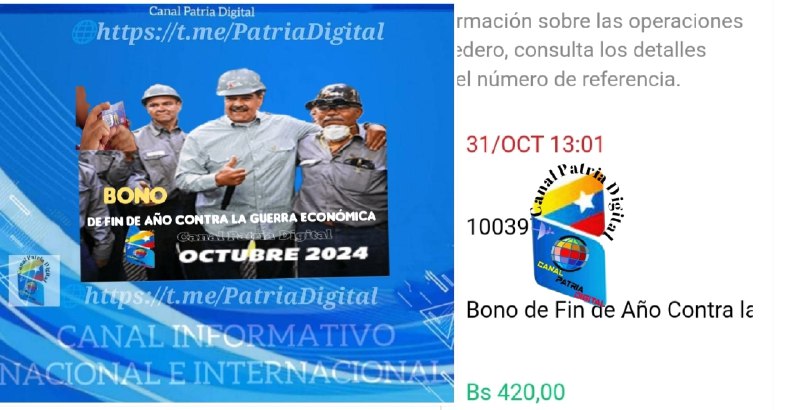 Canal Patria Digital
https://t.me/PatriaDigital
BONO
DE FIN DE AÑO CONTRA LA GUERRA ECONÓMICA
Canal Patria Digital
OCTUBRE 2024
https://t.me/PatriaDigital
CANAL INFORMATIVO
NACIONAL E INTERNACIONAL
rmación sobre las operaciones
edero, consulta los detalles
el número de referencia.
31/OCT 13:01
Canal Patria Digital
10039
CANAL
PATRIA
DIGITAL
Bono de Fin de Año Contra la
Bs 420,00